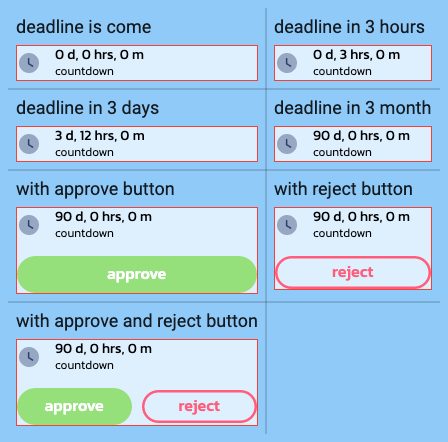 deadline is come
0 d, 0 hrs, 0 m
countdown
deadline in 3 hours
0 d, 3 hrs, 0 m
countdown
deadline in 3 days
3 d, 12 hrs, 0 m
countdown
deadline in 3 month
90 d, 0 hrs, 0 m
countdown
with approve button
90 d, 0 hrs, 0 m
countdown
approve
with reject button
90 d, 0 hrs, 0 m
countdown
reject
with approve and reject button
90 d, 0 hrs, 0 m
countdown
approve
reject